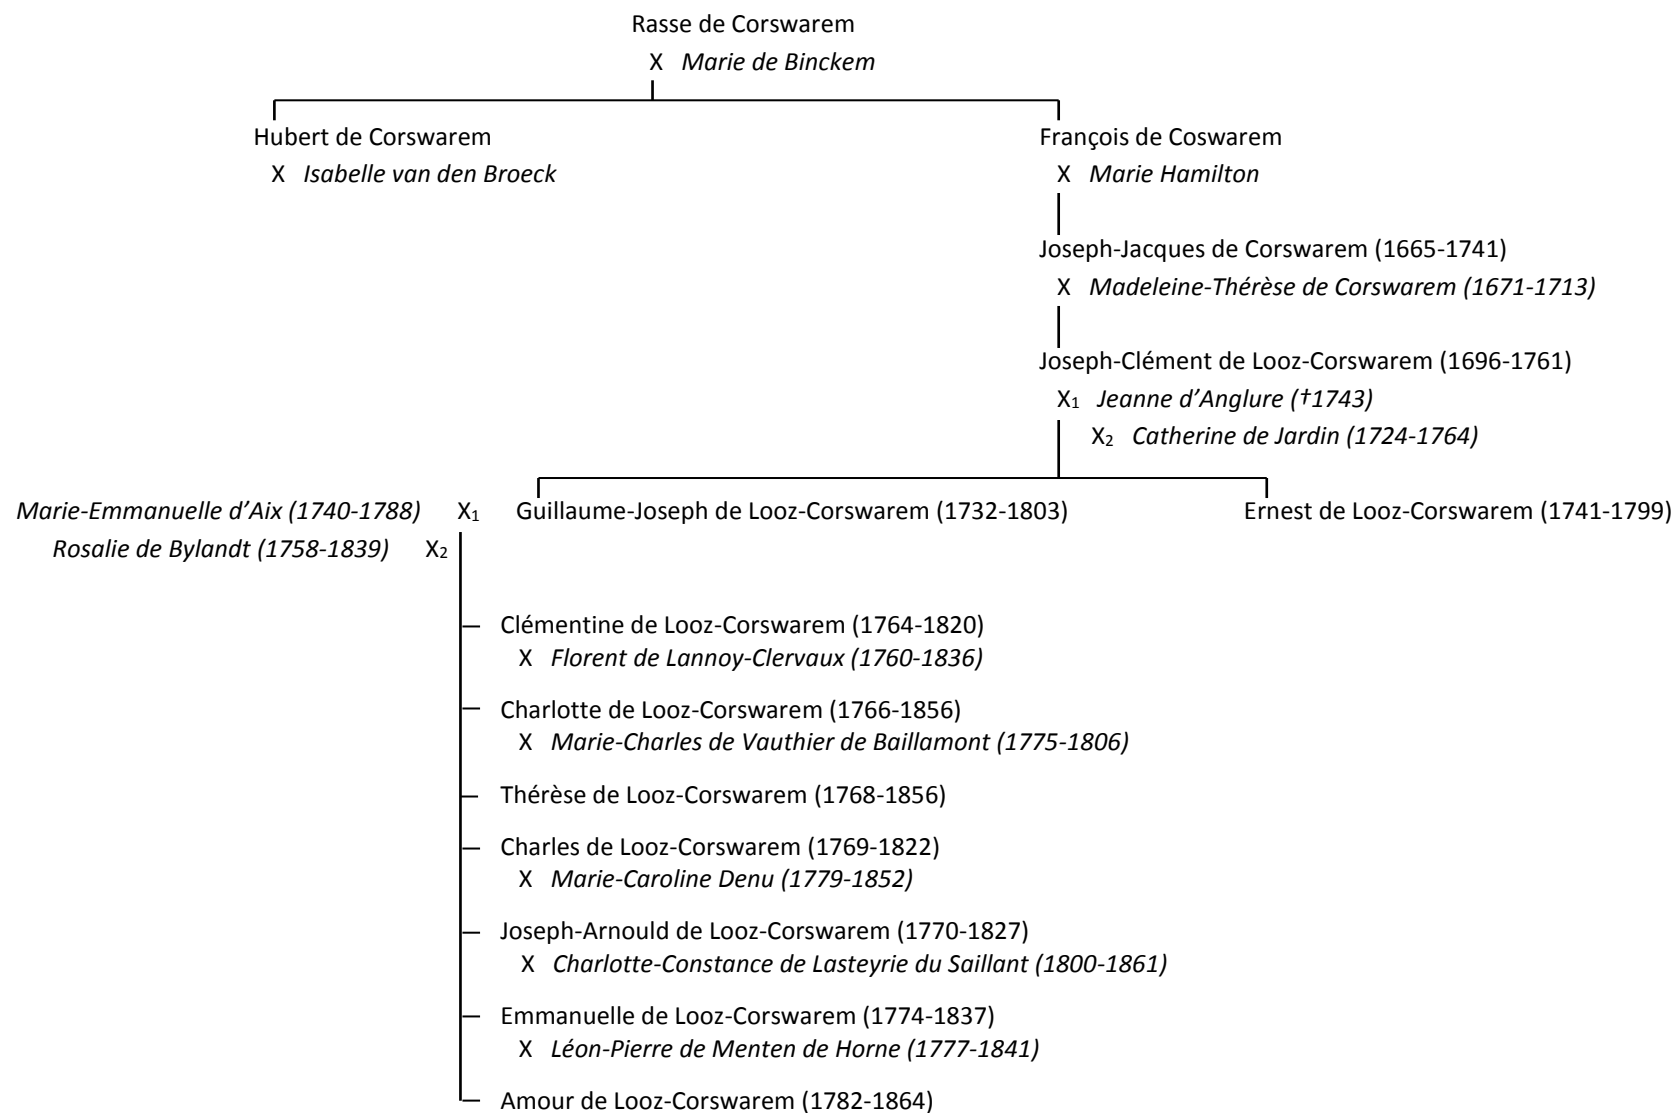 Rasse de Corswarem
X Marie de Binckem
Hubert de Corswarem
X Isabelle van den Broeck
François de Coswarem
X Marie Hamilton
Joseph-Jacques de Corswarem (1665-1741)
X Madeleine-Thérèse de Corswarem (1671-1713)
Joseph-Clément de Looz-Corswarem (1696-1761)
X1 Jeanne d’Anglure (†1743)
X2 Catherine de Jardin (1724-1764)
Marie-Emmanuelle d’Aix (1740-1788) X1 Guillaume-Joseph de Looz-Corswarem (1732-1803) Ernest de Looz-Corswarem (1741-1799)
Rosalie de Bylandt (1758-1839) X2
Clémentine de Looz-Corswarem (1764-1820)
X Florent de Lannoy-Clervaux (1760-1836)
Charlotte de Looz-Corswarem (1766-1856)
X Marie-Charles de Vauthier de Baillamont (1775-1806)
Thérèse de Looz-Corswarem (1768-1856)
Charles de Looz-Corswarem (1769-1822)
X Marie-Caroline Denu (1779-1852)
Joseph-Arnould de Looz-Corswarem (1770-1827)
X Charlotte-Constance de Lasteyrie du Saillant (1800-1861)
Emmanuelle de Looz-Corswarem (1774-1837)
X Léon-Pierre de Menten de Horne (1777-1841)
Amour de Looz-Corswarem (1782-1864)